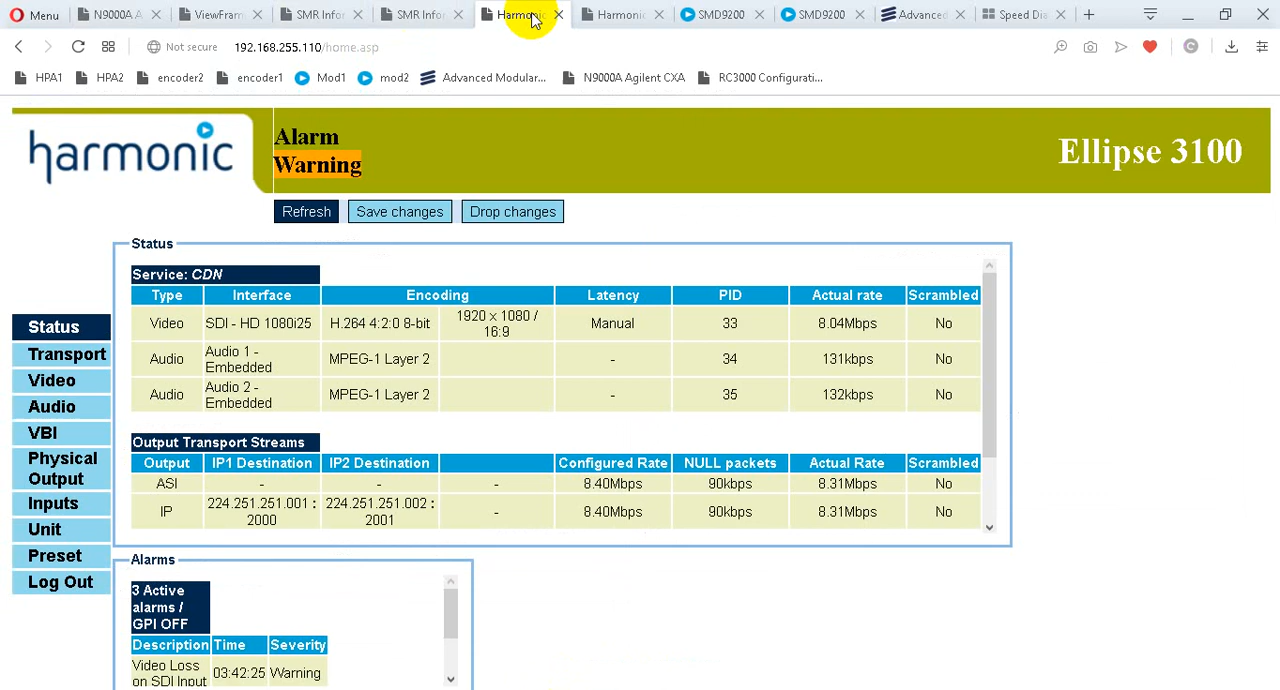 Menu N9000A A ViewFram SMR Infor SMR Infor Harmonic Harmonic SMD9200 SMD9200 Advanced Speed Dia
Not secure 192.168.255.110/home.asp
HPA1 HPA2 encoder2 encoder1 Mod1 mod2 Advanced Modular... N9000A Agilent CXA RC3000 Configurati...
harmonic
Alarm
Warning
Ellipse 3100
Refresh Save changes Drop changes
Status
Transport
Video
Audio
VBI
Physical
Output
Inputs
Unit
Preset
Log Out
Status
Service: CDN
Type Interface Encoding Latency PID Actual rate Scrambled
Video SDI - HD 1080i25 H.264 4:2:0 8-bit 1920 x 1080 /
16:9 Manual 33 8.04Mbps No
Audio Audio 1 -
Embedded MPEG-1 Layer 2 - 34 131kbps No
Audio Audio 2 -
Embedded MPEG-1 Layer 2 - 35 132kbps No
Output Transport Streams
Output IP1 Destination IP2 Destination Configured Rate NULL packets Actual Rate Scrambled
ASI - - - 8.40Mbps 90kbps 8.31Mbps No
IP 224.251.251.001 :
2000 224.251.251.002 :
2001 - 8.40Mbps 90kbps 8.31Mbps No
Alarms
3 Active
alarms /
GPI OFF
Description Time Severity
Video Loss
on SDI Input 03:42:25 Warning